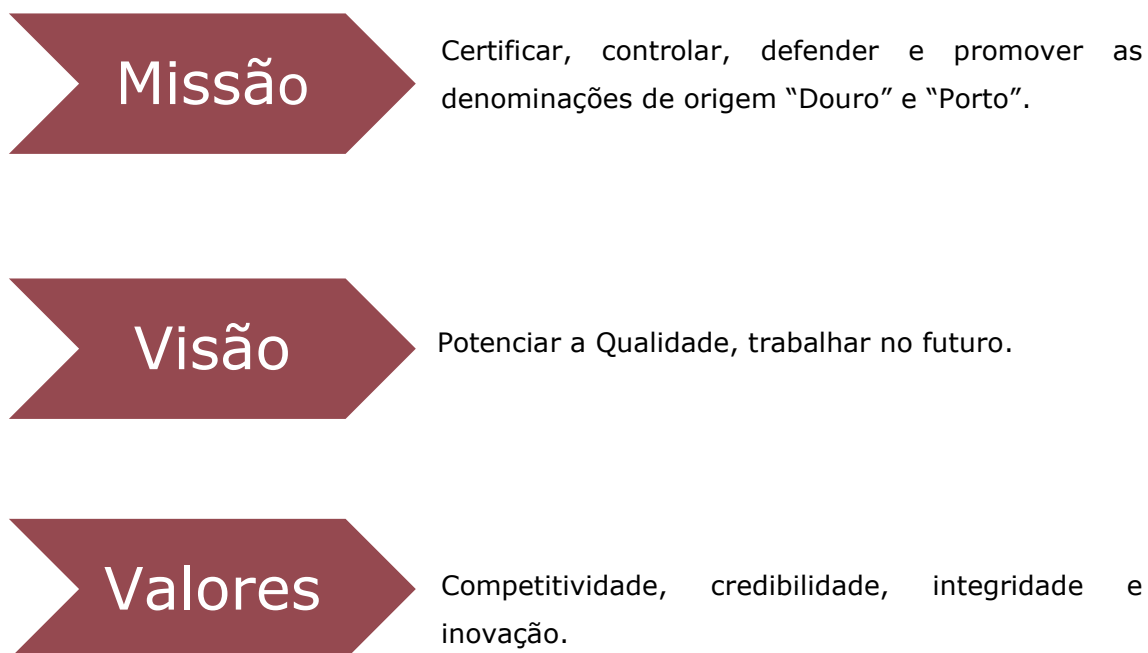 Missão
Certificar, controlar, defender e promover as
denominações de origem “Douro” e “Porto”.
Visão
Potenciar a Qualidade, trabalhar no futuro.
Valores
Competitividade, credibilidade, integridade e
inovação.